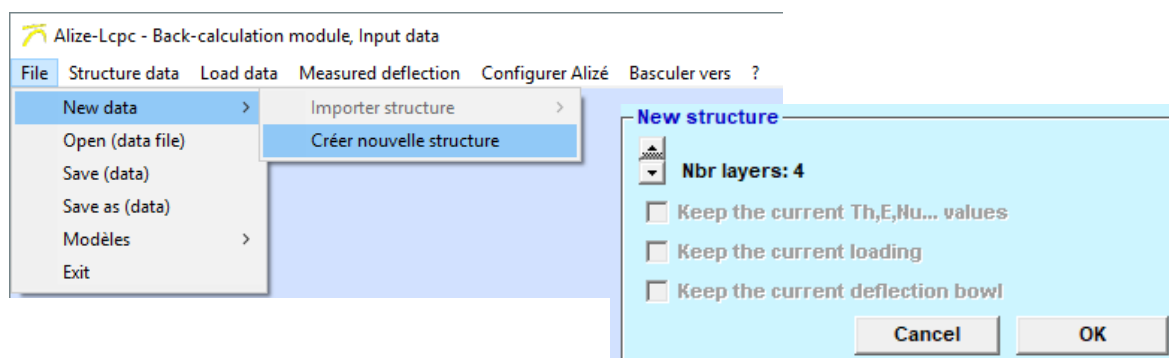 Alize-Lcpc - Back-calculation module, Input data
File Structure data Load data Measured deflection Configurer Alizé Basculer vers ?
New data > Importer structure >
Open (data file) Créer nouvelle structure
Save (data)
Save as (data)
Modèles >
Exit
New structure
Nbr layers: 4
Keep the current Th,E,Nu... values
Keep the current loading
Keep the current deflection bowl
Cancel OK